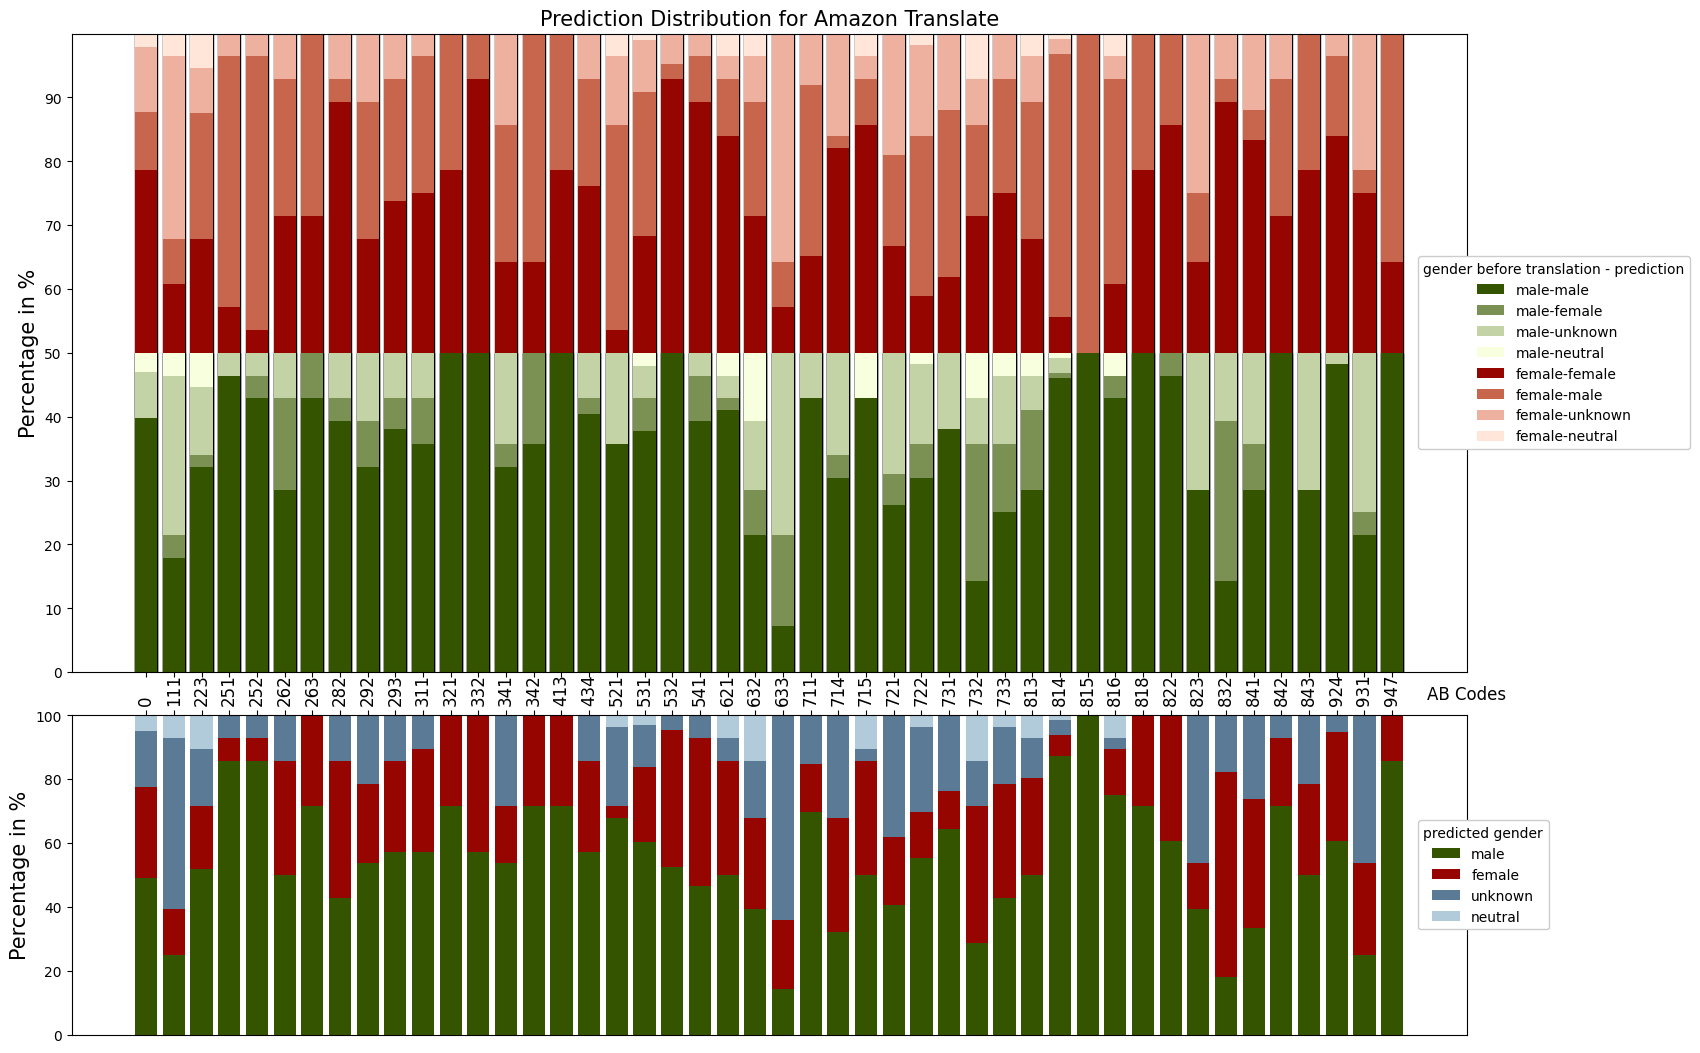 Prediction Distribution for Amazon Translate
Percentage in %
90
80
70
60
50
40
30
20
10
0
gender before translation - prediction
male-male
male-female
male-unknown
male-neutral
female-female
female-male
female-unknown
female-neutral
0 111 223 251 252 262 263 282 292 293 311 321 332 341 342 413 434 521 531 532 541 621 632 633 711 714 715 721 722 731 732 733 813 814 815 816 818 822 823 832 841 842 843 924 931 947
AB Codes
Percentage in %
100
80
60
40
20
0
predicted gender
male
female
unknown
neutral